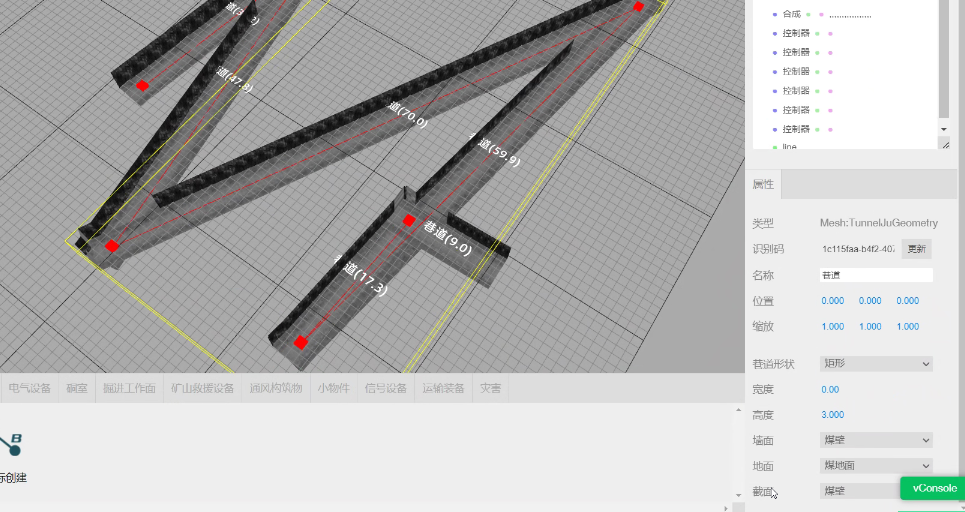 道(47.8)
道(70.0)
道(59.9)
巷道(9.0)
巷道(17.3)
合成 ..................
控制器
控制器
控制器
控制器
控制器
控制器
line
属性
类型 Mesh:TunnelJuGeometry
识别码 1c115faa-b4f2-407 更新
名称 巷道
位置 0.000 0.000 0.000
缩放 1.000 1.000 1.000
巷道形状 矩形
宽度 0.00
高度 3.000
墙面 煤壁
地面 煤地面
截面 煤壁
vConsole
电气设备 硐室 掘进工作面 矿山救援设备 通风构筑物 小物件 信号设备 运输装备 灾害
B
标创建